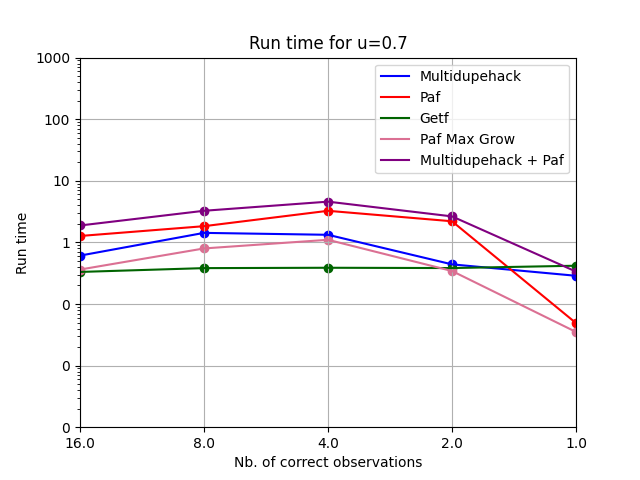 Run time for u=0.7
1000
100
10
1
0
0
0
Run time
Multidupehack
Paf
Getf
Paf Max Grow
Multidupehack + Paf
16.0 8.0 4.0 2.0 1.0
Nb. of correct observations